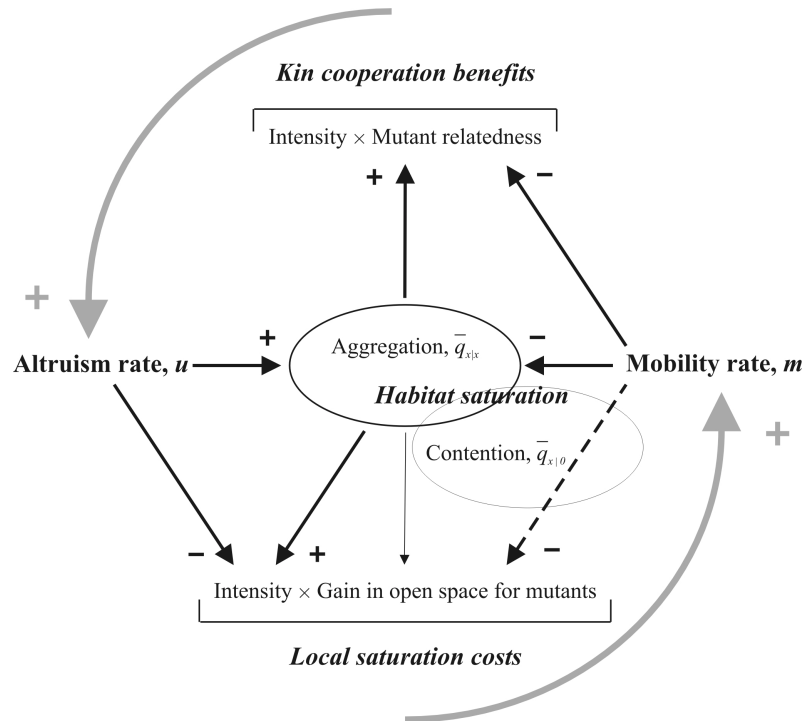 Kin cooperation benefits
Intensity × Mutant relatedness
+ −
+
+ −
Aggregation, q̅ₓ|ₓ
Altruism rate, u
Mobility rate, m
Habitat saturation
+
Contention, q̅ₓ|₀
− + −
Intensity × Gain in open space for mutants
Local saturation costs